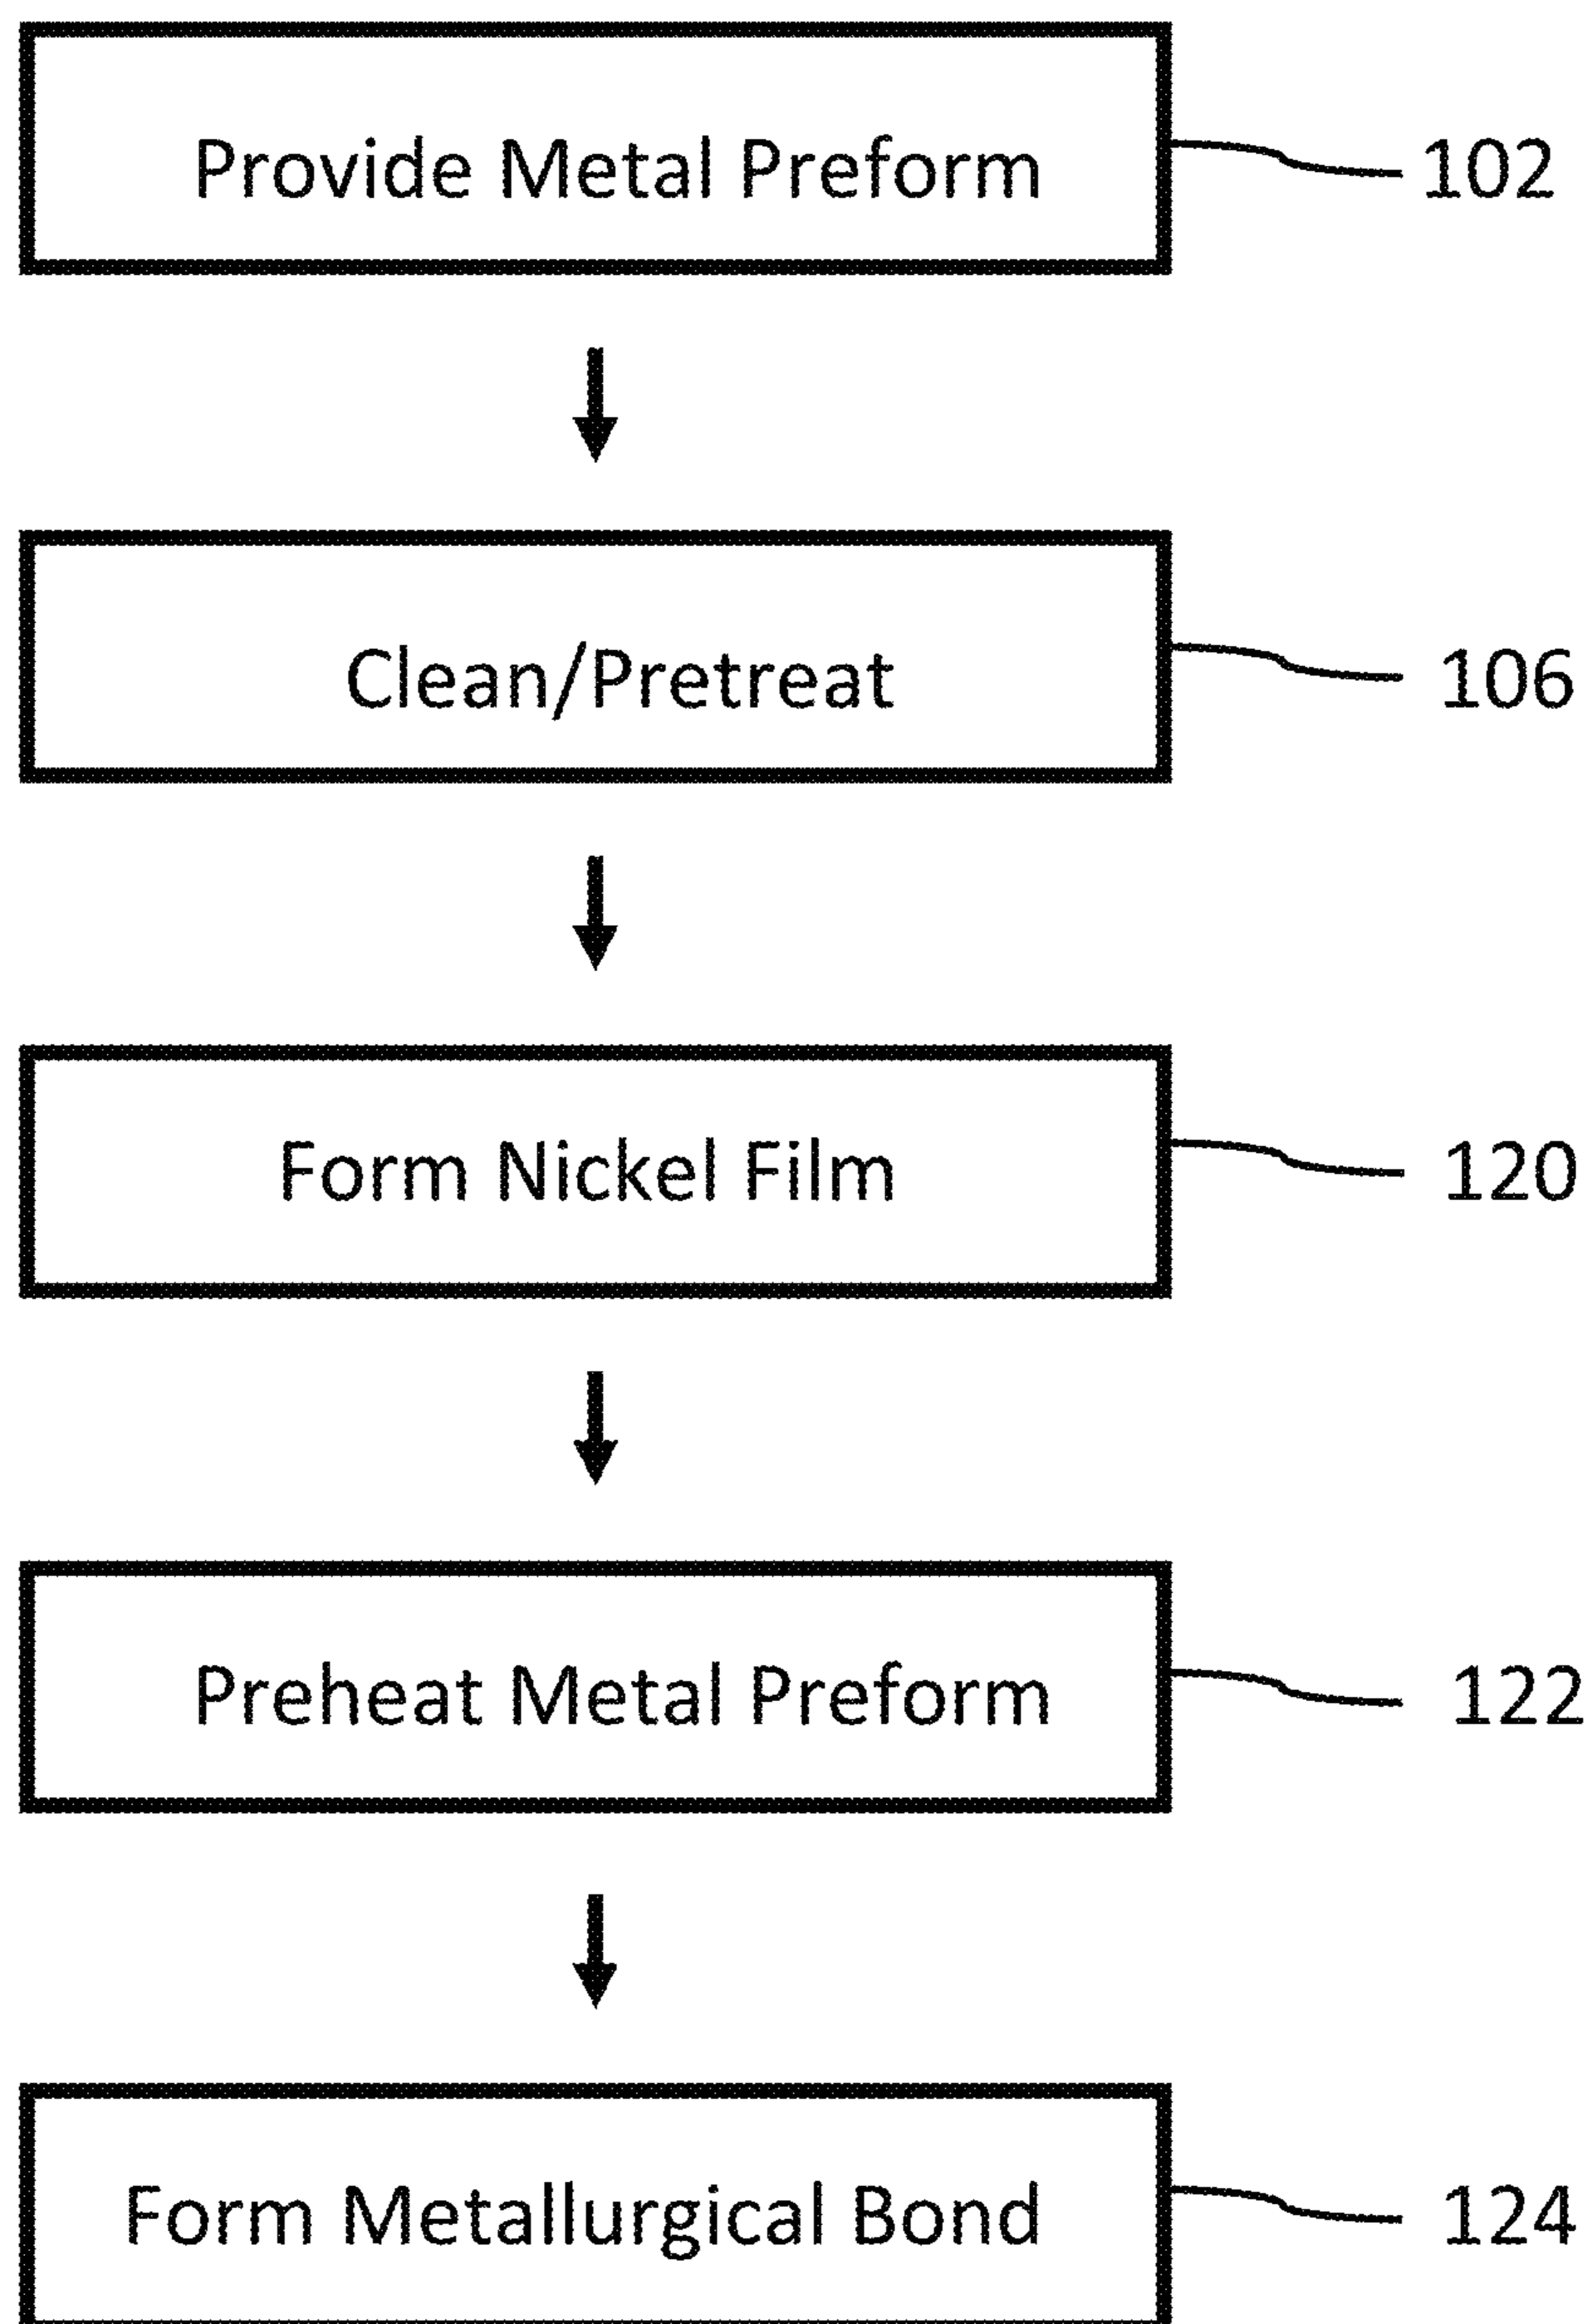 Provide Metal Preform 102
Clean/Pretreat 106
Form Nickel Film 120
Preheat Metal Preform 122
Form Metallurgical Bond 124